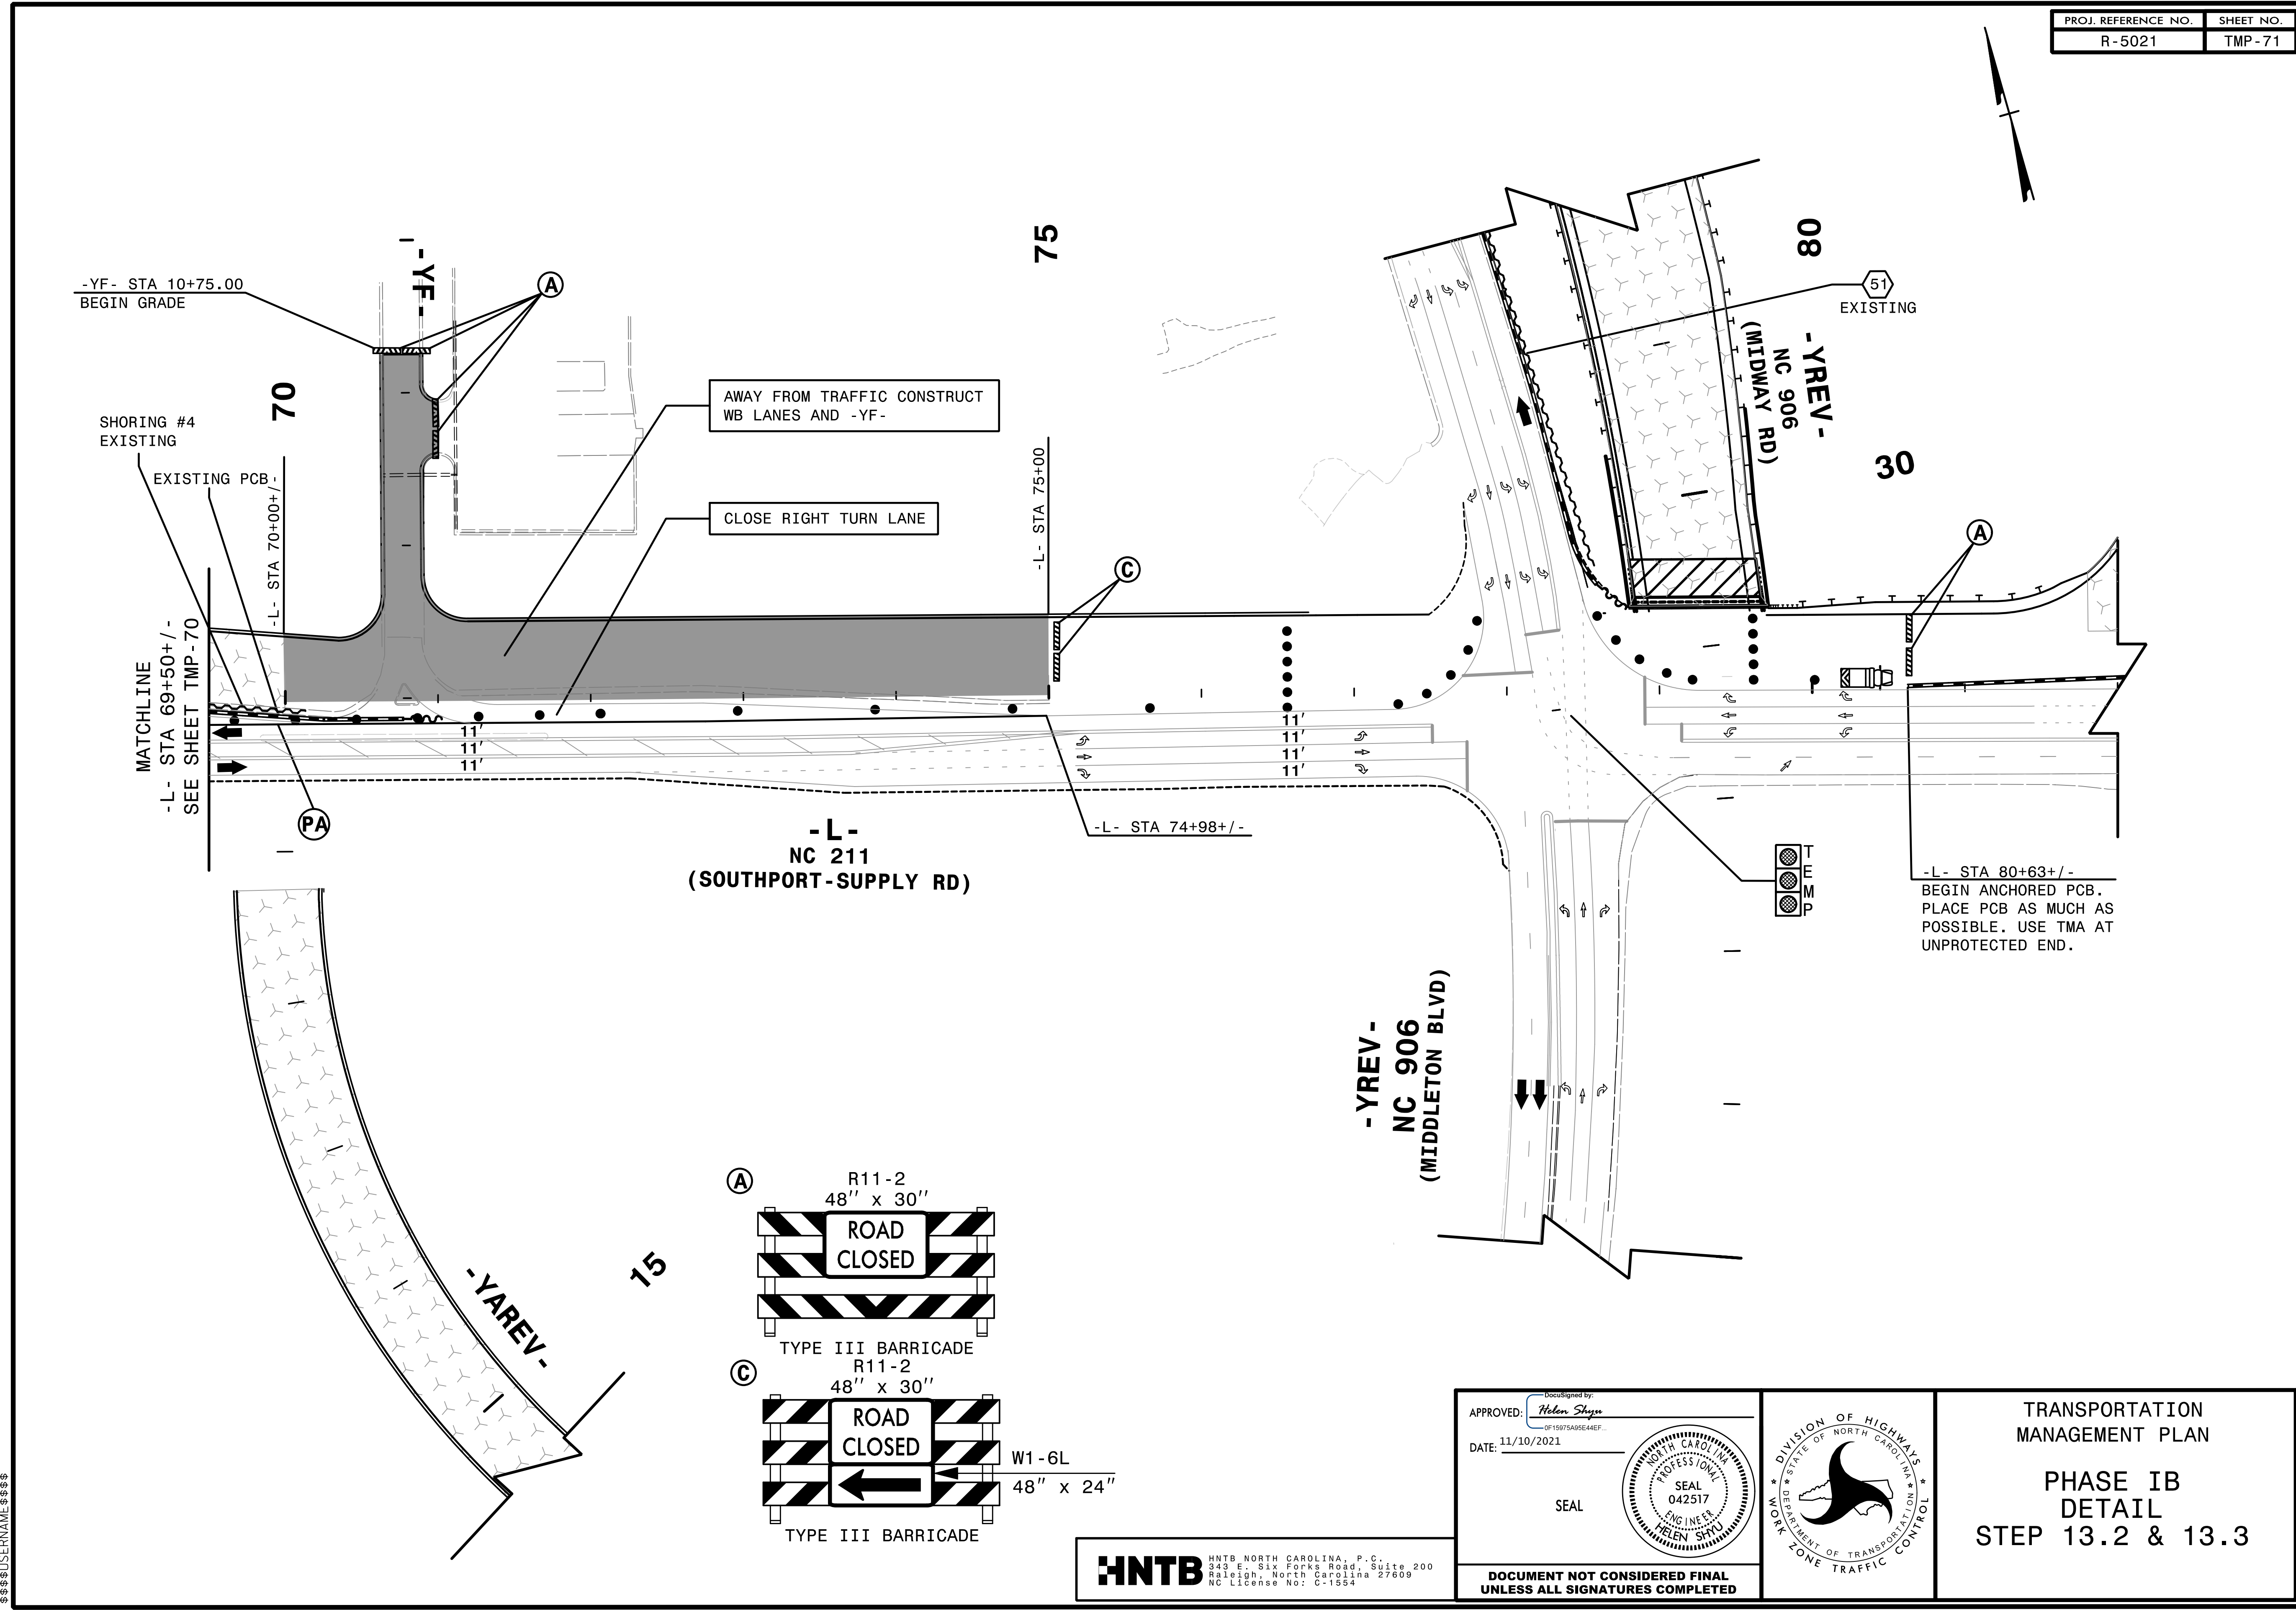 PROJ. REFERENCE NO.
SHEET NO.
R-5021
TMP-71
-YF- STA 10+75.00
BEGIN GRADE
-YF-
A
75
80
51
EXISTING
-YREV-
NC 906
(MIDWAY RD)
70
SHORING #4
EXISTING
EXISTING PCB
-L- STA 70+00+/-
AWAY FROM TRAFFIC CONSTRUCT
WB LANES AND -YF-
CLOSE RIGHT TURN LANE
-L- STA 75+00
C
30
A
MATCHLINE
-L- STA 69+50+/-
SEE SHEET TMP-70
11'
11'
11'
11'
11'
11'
11'
PA
-L-
NC 211
(SOUTHPORT-SUPPLY RD)
-L- STA 74+98+/-
TEMP
-L- STA 80+63+/-
BEGIN ANCHORED PCB.
PLACE PCB AS MUCH AS
POSSIBLE. USE TMA AT
UNPROTECTED END.
-YREV-
NC 906
(MIDDLETON BLVD)
-YAREV-
15
A
R11-2
48" x 30"
ROAD
CLOSED
TYPE III BARRICADE
C
R11-2
48" x 30"
ROAD
CLOSED
W1-6L
48" x 24"
TYPE III BARRICADE
$$$$USERNAME$$$$
HNTB
HNTB NORTH CAROLINA, P.C.
343 E. Six Forks Road, Suite 200
Raleigh, North Carolina 27609
NC License No: C-1554
DocuSigned by:
APPROVED: Helen Shyu
0F15975A95E44EF...
DATE: 11/10/2021
SEAL
NORTH CAROLINA
PROFESSIONAL
SEAL
042517
ENGINEER
HELEN SHYU
DOCUMENT NOT CONSIDERED FINAL
UNLESS ALL SIGNATURES COMPLETED
DIVISION OF HIGHWAYS
STATE OF NORTH CAROLINA
DEPARTMENT OF TRANSPORTATION
WORK ZONE TRAFFIC CONTROL
TRANSPORTATION
MANAGEMENT PLAN
PHASE IB
DETAIL
STEP 13.2 & 13.3